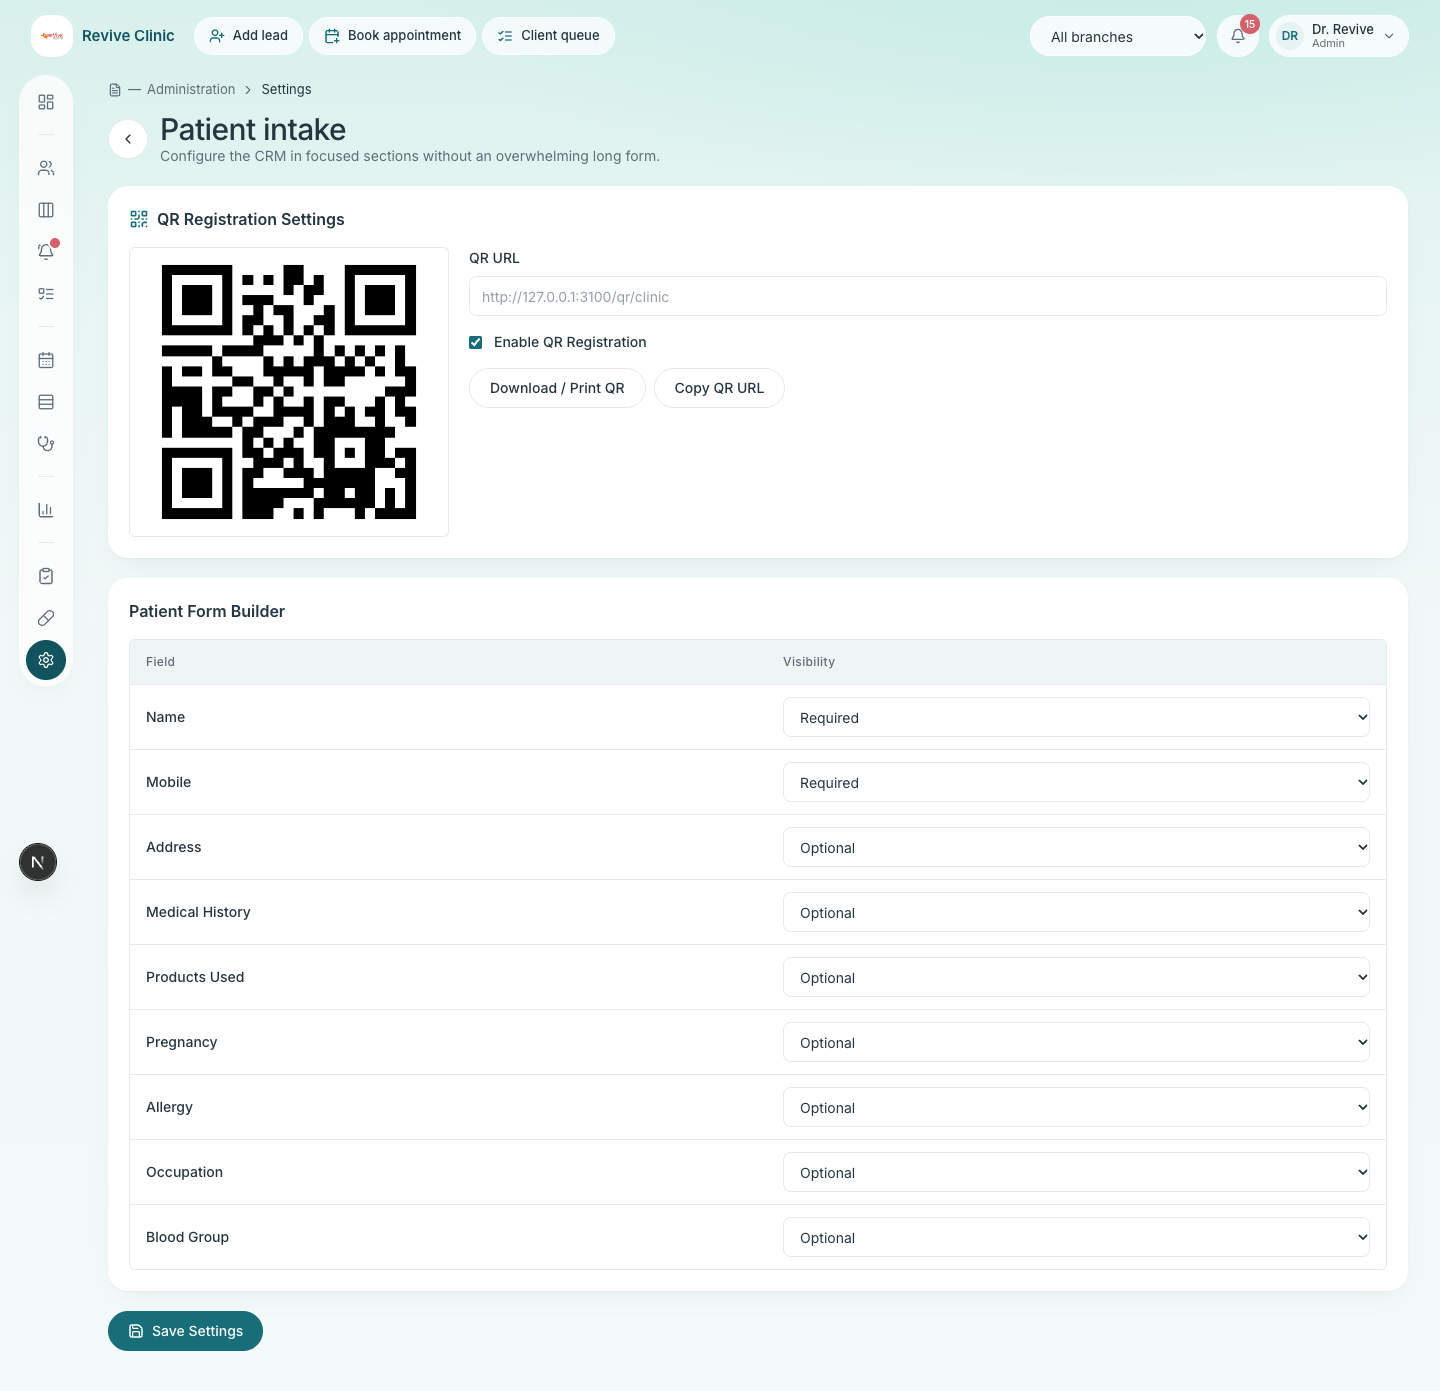 Revive Clinic
Add lead
Book appointment
Client queue
All branches
15
DR
Dr. Revive
Admin
— Administration > Settings
Patient intake
Configure the CRM in focused sections without an overwhelming long form.
QR Registration Settings
QR URL
http://127.0.0.1:3100/qr/clinic
Enable QR Registration
Download / Print QR
Copy QR URL
Patient Form Builder
Field Visibility
Name Required
Mobile Required
Address Optional
Medical History Optional
Products Used Optional
Pregnancy Optional
Allergy Optional
Occupation Optional
Blood Group Optional
N
Save Settings